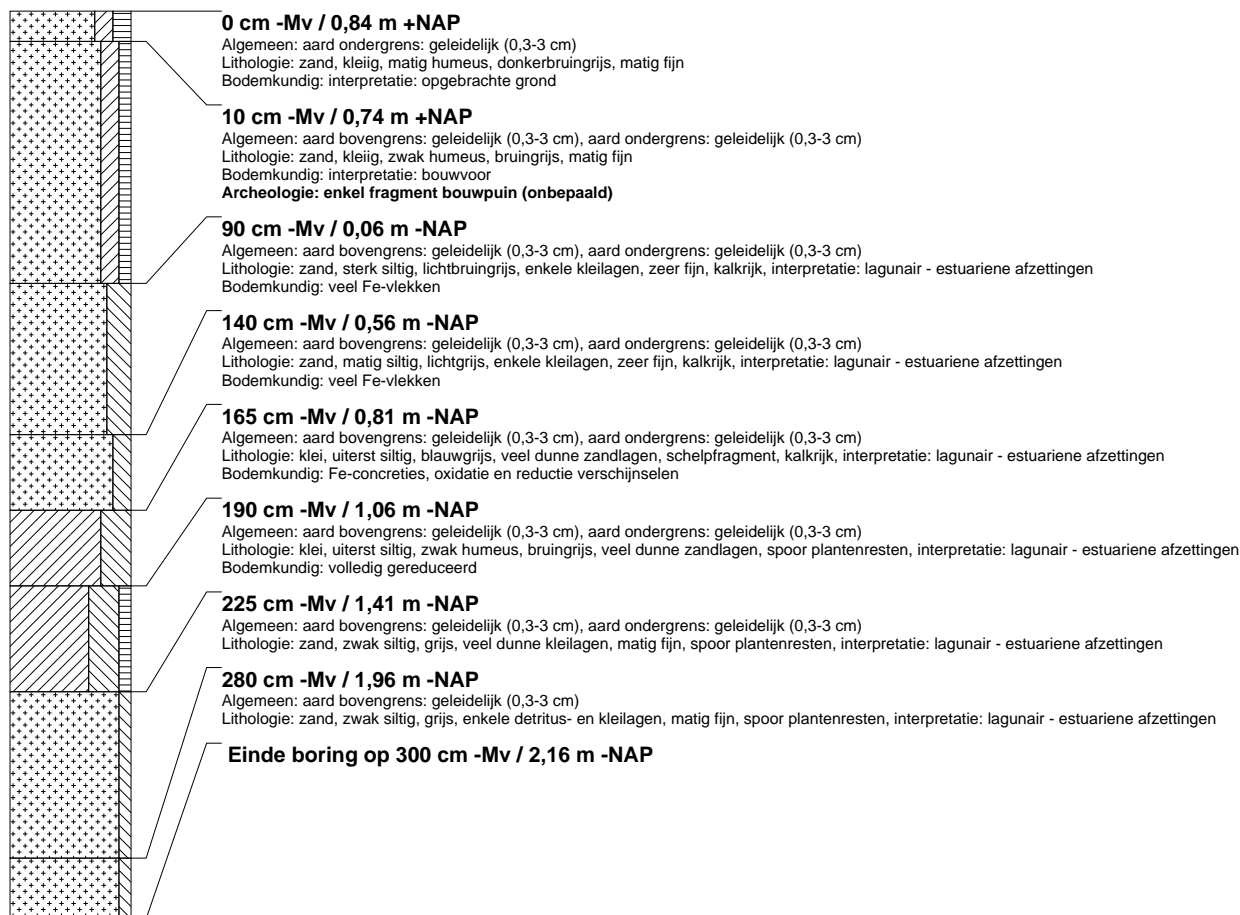 0 cm -Mv / 0,84 m +NAP
Algemeen: aard ondergrens: geleidelijk (0,3-3 cm)
Lithologie: zand, kleiig, matig humeus, donkerbruingrijs, matig fijn
Bodemkundig: interpretatie: opgebrachte grond
10 cm -Mv / 0,74 m +NAP
Algemeen: aard bovengrens: geleidelijk (0,3-3 cm), aard ondergrens: geleidelijk (0,3-3 cm)
Lithologie: zand, kleiig, zwak humeus, bruingrijs, matig fijn
Bodemkundig: interpretatie: bouwvoor
Archeologie: enkel fragment bouwpuin (onbepaald)
90 cm -Mv / 0,06 m -NAP
Algemeen: aard bovengrens: geleidelijk (0,3-3 cm), aard ondergrens: geleidelijk (0,3-3 cm)
Lithologie: zand, sterk siltig, lichtbruingrijs, enkele kleilagen, zeer fijn, kalkrijk, interpretatie: lagunair - estuariene afzettingen
Bodemkundig: veel Fe-vlekken
140 cm -Mv / 0,56 m -NAP
Algemeen: aard bovengrens: geleidelijk (0,3-3 cm), aard ondergrens: geleidelijk (0,3-3 cm)
Lithologie: zand, matig siltig, lichtgrijs, enkele kleilagen, zeer fijn, kalkrijk, interpretatie: lagunair - estuariene afzettingen
Bodemkundig: veel Fe-vlekken
165 cm -Mv / 0,81 m -NAP
Algemeen: aard bovengrens: geleidelijk (0,3-3 cm), aard ondergrens: geleidelijk (0,3-3 cm)
Lithologie: klei, uiterst siltig, blauwgrijs, veel dunne zandlagen, schelpfragment, kalkrijk, interpretatie: lagunair - estuariene afzettingen
Bodemkundig: Fe-concreties, oxidatie en reductie verschijnselen
190 cm -Mv / 1,06 m -NAP
Algemeen: aard bovengrens: geleidelijk (0,3-3 cm), aard ondergrens: geleidelijk (0,3-3 cm)
Lithologie: klei, uiterst siltig, zwak humeus, bruingrijs, veel dunne zandlagen, spoor plantenresten, interpretatie: lagunair - estuariene afzettingen
Bodemkundig: volledig gereduceerd
225 cm -Mv / 1,41 m -NAP
Algemeen: aard bovengrens: geleidelijk (0,3-3 cm), aard ondergrens: geleidelijk (0,3-3 cm)
Lithologie: zand, zwak siltig, grijs, veel dunne kleilagen, matig fijn, spoor plantenresten, interpretatie: lagunair - estuariene afzettingen
280 cm -Mv / 1,96 m -NAP
Algemeen: aard bovengrens: geleidelijk (0,3-3 cm)
Lithologie: zand, zwak siltig, grijs, enkele detritus- en kleilagen, matig fijn, spoor plantenresten, interpretatie: lagunair - estuariene afzettingen
Einde boring op 300 cm -Mv / 2,16 m -NAP